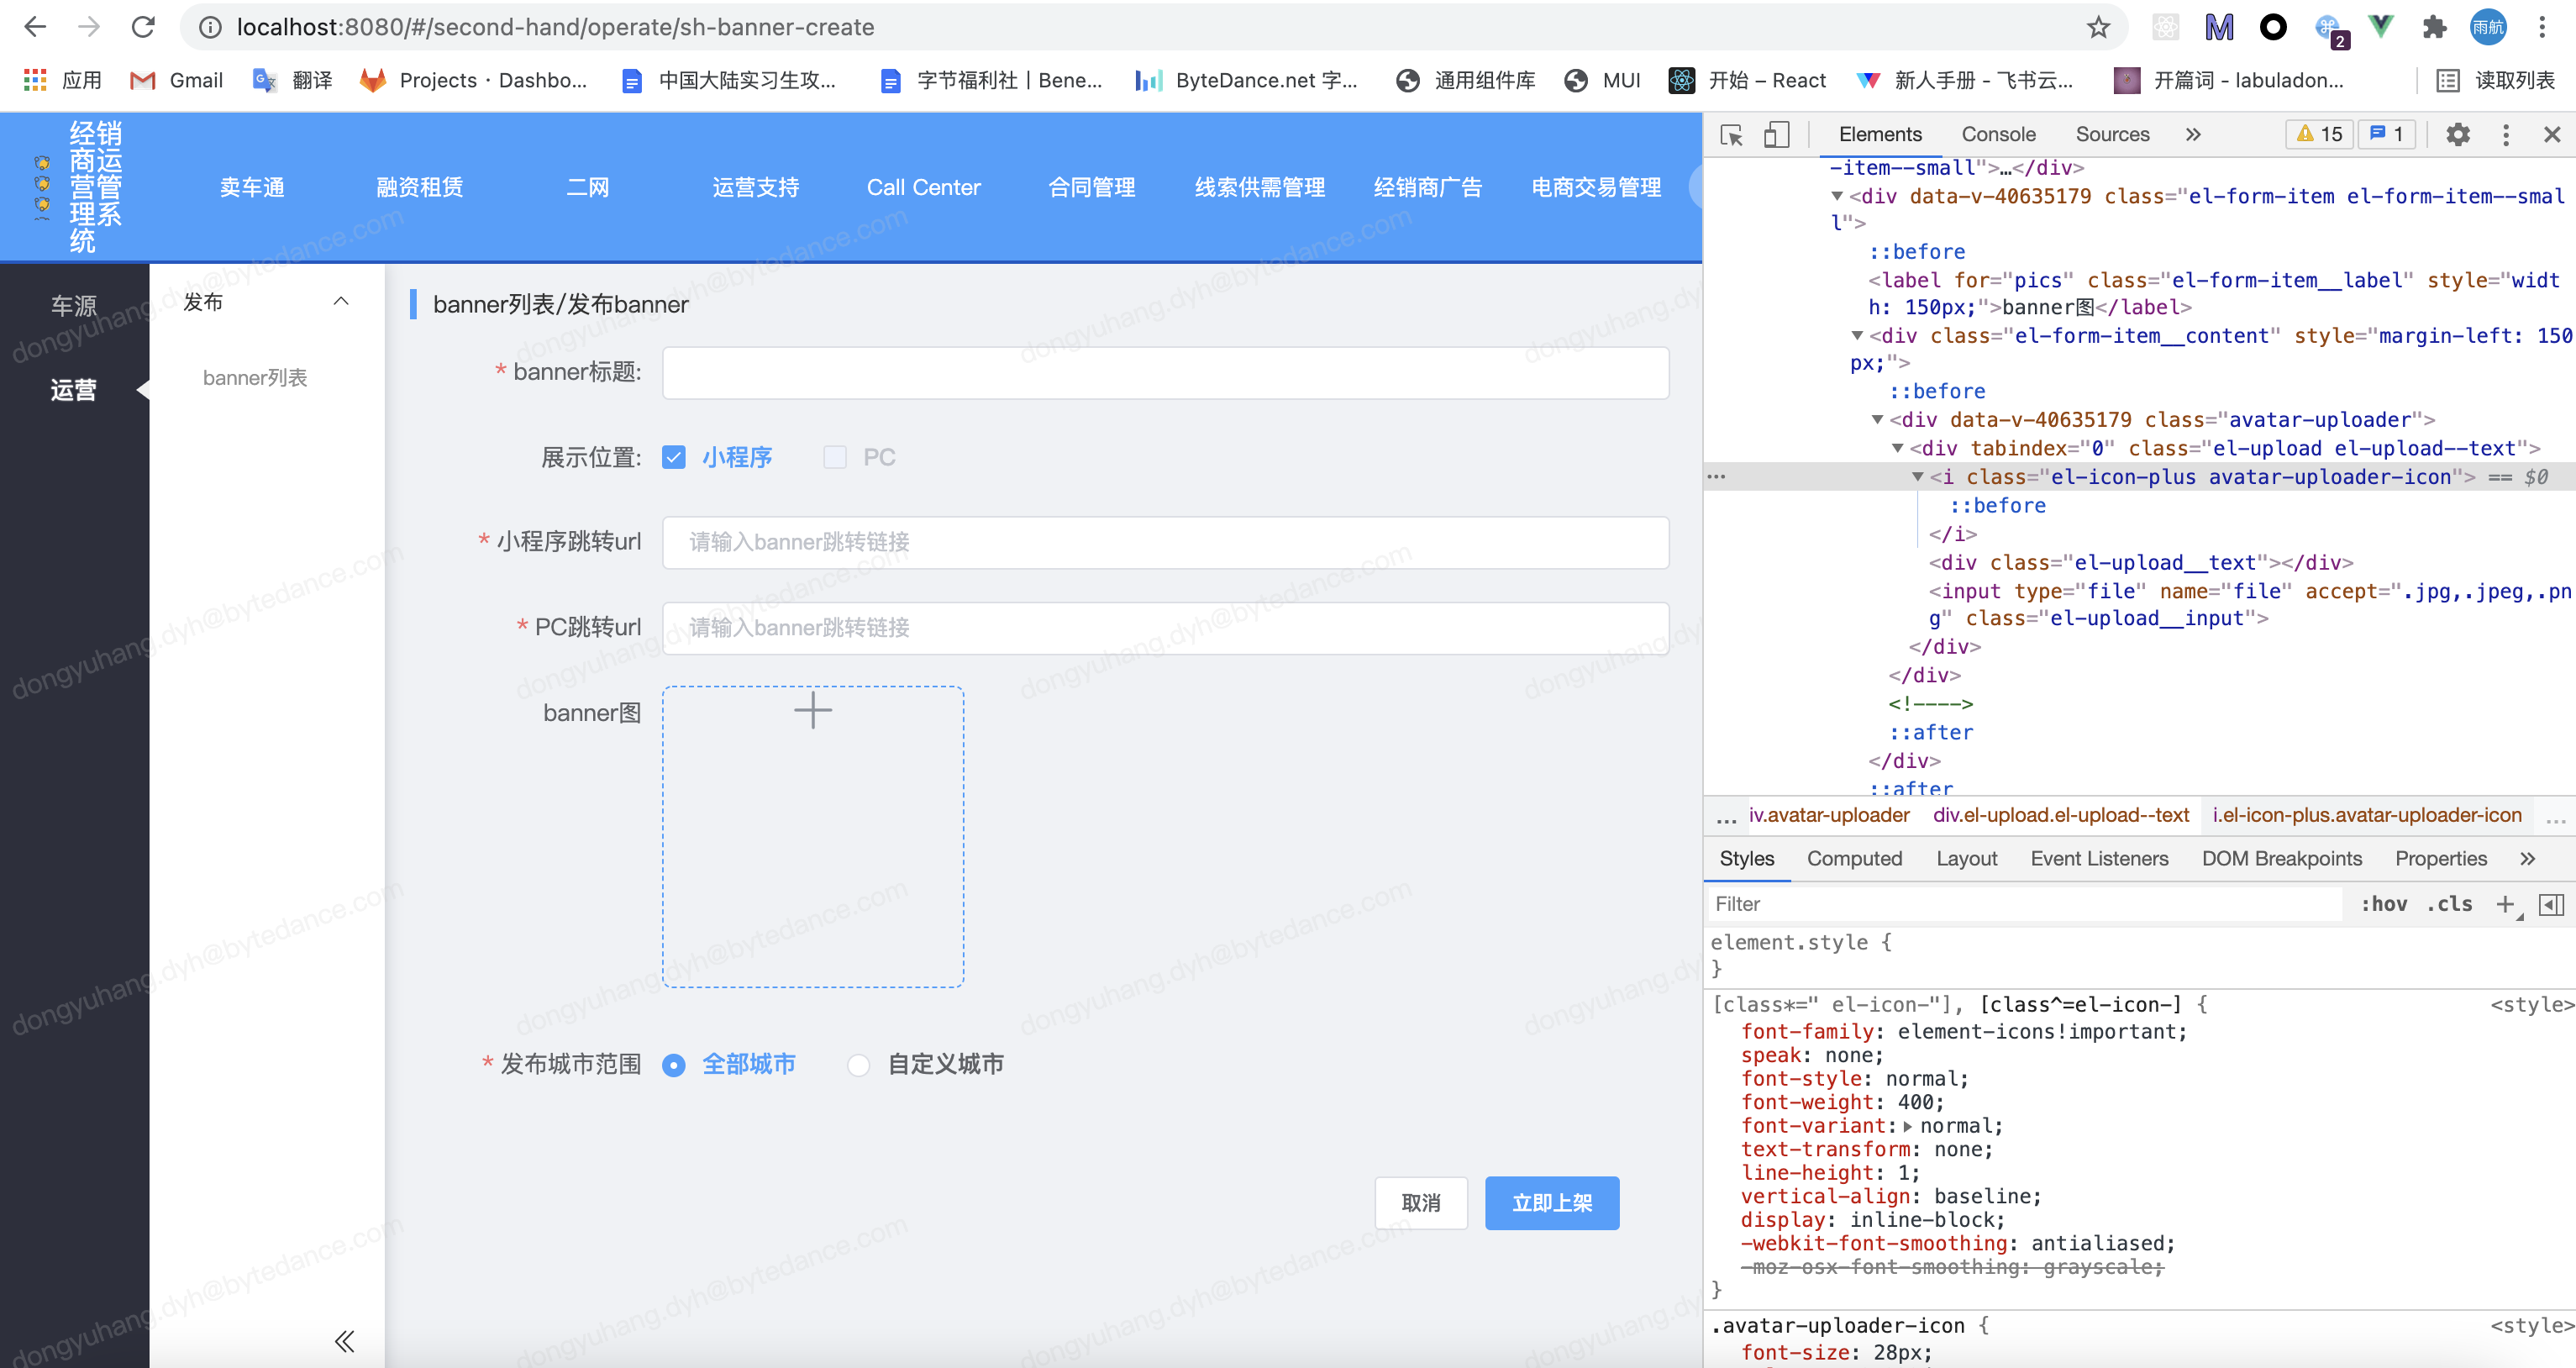 localhost:8080/#/second-hand/operate/sh-banner-create
2
雨航
应用
Gmail
翻译
Projects · Dashbo...
中国大陆实习生攻...
字节福利社 | Bene...
ByteDance.net 字...
通用组件库
MUI
开始 – React
新人手册 - 飞书云...
开篇词 - labuladon...
读取列表
经销
商运
营管
理系
统
卖车通
融资租赁
二网
运营支持
Call Center
合同管理
线索供需管理
经销商广告
电商交易管理
车源
运营
发布
banner列表
banner列表/发布banner
* banner标题:
展示位置:
小程序
PC
* 小程序跳转url
请输入banner跳转链接
* PC跳转url
请输入banner跳转链接
banner图
* 发布城市范围
全部城市
自定义城市
取消
立即上架
dongyuhang.dyh@bytedance.com
Elements
Console
Sources
»
15
1
-item--small">…</div>
<div data-v-40635179 class="el-form-item el-form-item--smal
l">
::before
<label for="pics" class="el-form-item__label" style="widt
h: 150px;">banner图</label>
<div class="el-form-item__content" style="margin-left: 150
px;">
::before
<div data-v-40635179 class="avatar-uploader">
<div tabindex="0" class="el-upload el-upload--text">
<i class="el-icon-plus avatar-uploader-icon"> == $0
::before
</i>
<div class="el-upload__text"></div>
<input type="file" name="file" accept=".jpg,.jpeg,.pn
g" class="el-upload__input">
</div>
</div>
<!---->
::after
</div>
::after
... iv.avatar-uploader div.el-upload.el-upload--text i.el-icon-plus.avatar-uploader-icon ...
Styles
Computed
Layout
Event Listeners
DOM Breakpoints
Properties
»
Filter
:hov
.cls
element.style {
}
[class*=" el-icon-"], [class^=el-icon-] {
<style>
font-family: element-icons!important;
speak: none;
font-style: normal;
font-weight: 400;
font-variant: normal;
text-transform: none;
line-height: 1;
vertical-align: baseline;
display: inline-block;
-webkit-font-smoothing: antialiased;
-moz-osx-font-smoothing: grayscale;
}
.avatar-uploader-icon {
<style>
font-size: 28px;